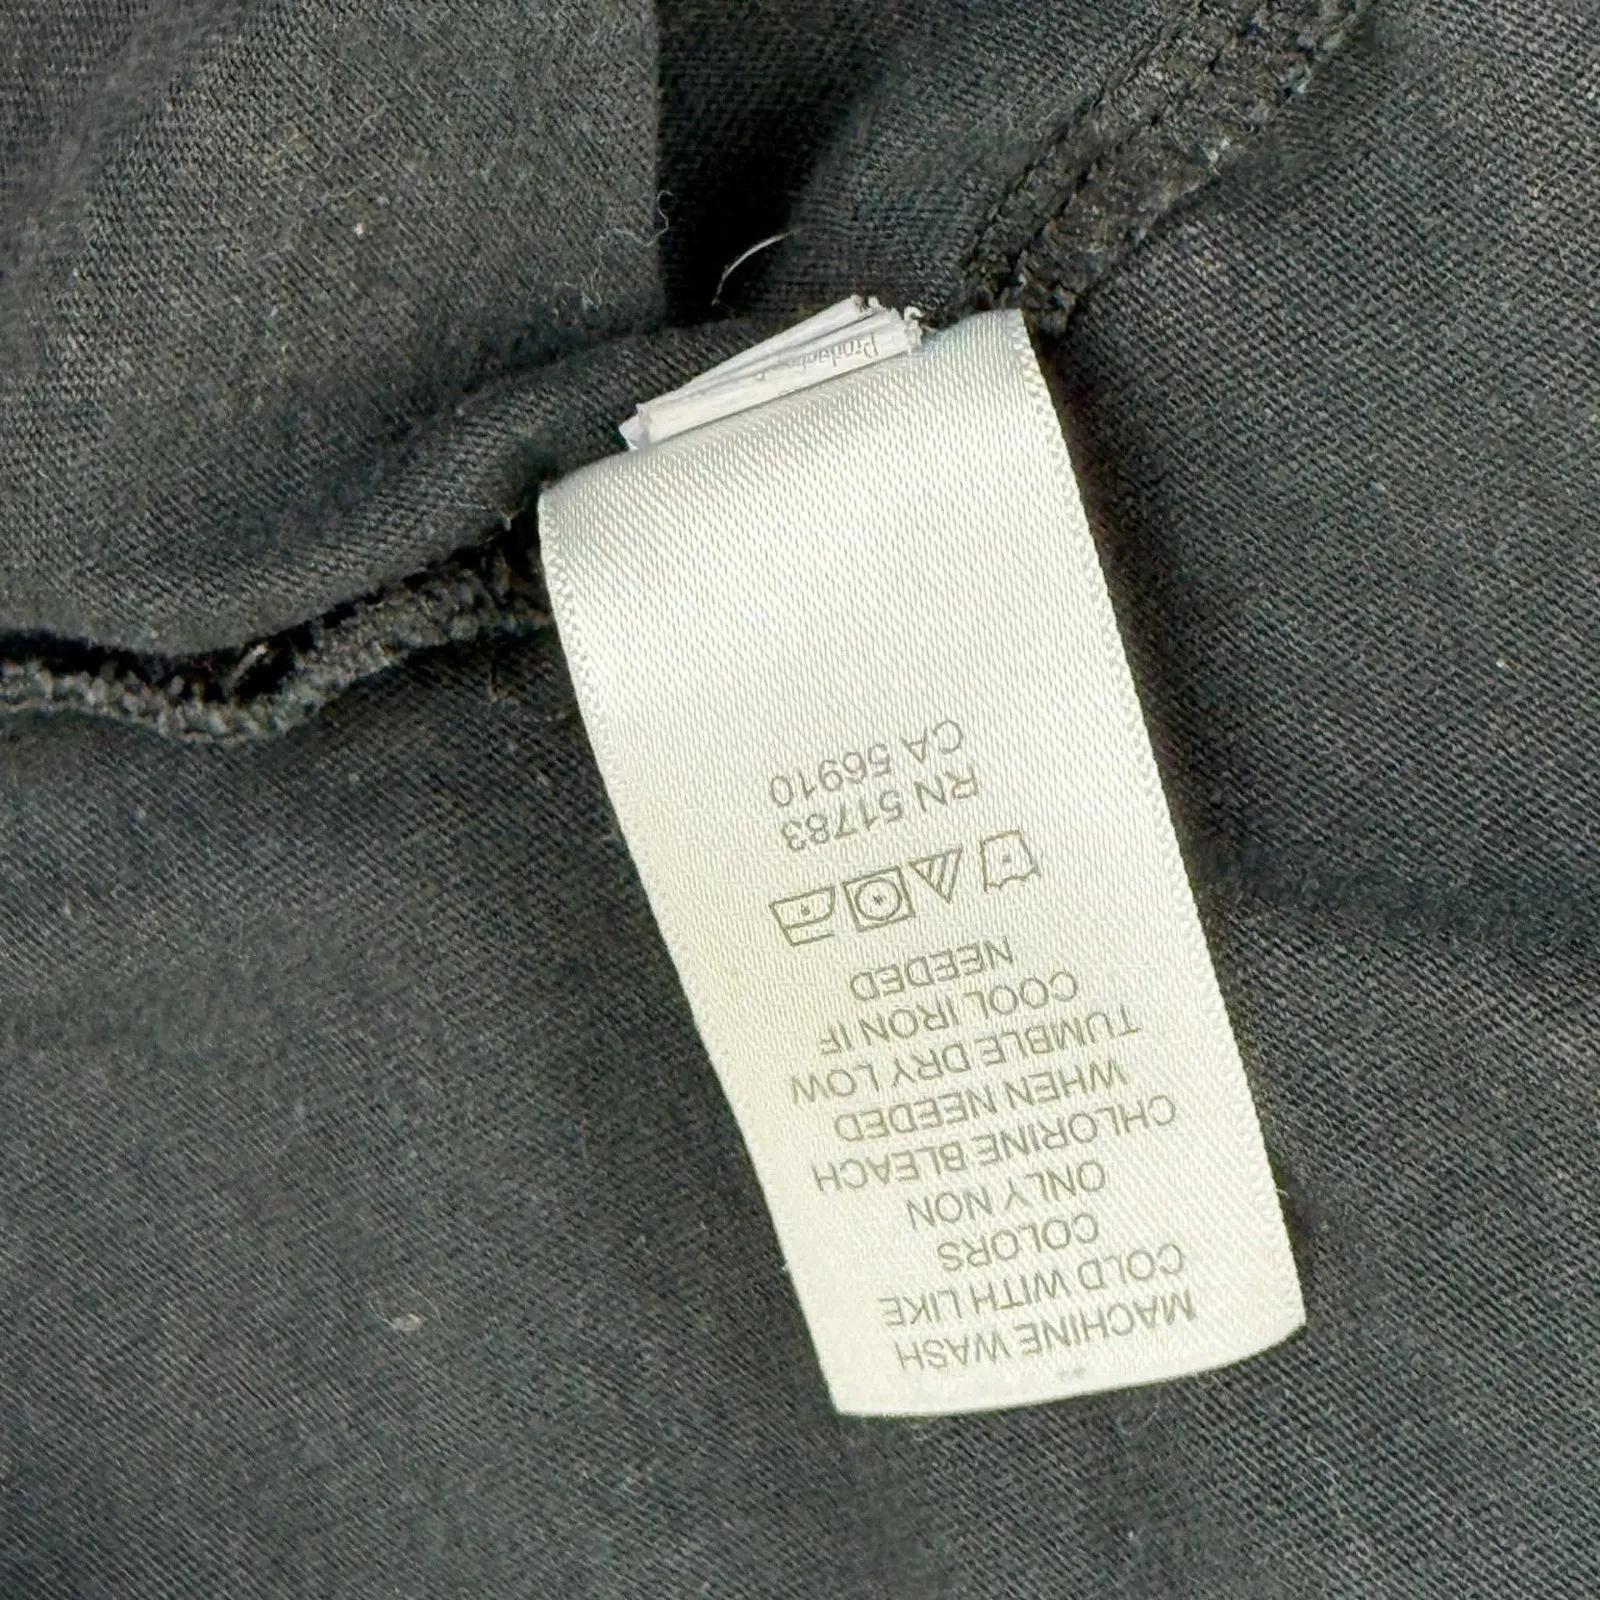 MACHINE WASH
COLD WITH LIKE
COLORS
ONLY NON
CHLORINE BLEACH
WHEN NEEDED
TUMBLE DRY LOW
COOL IRON IF
NEEDED
RN 51783
CA 56910